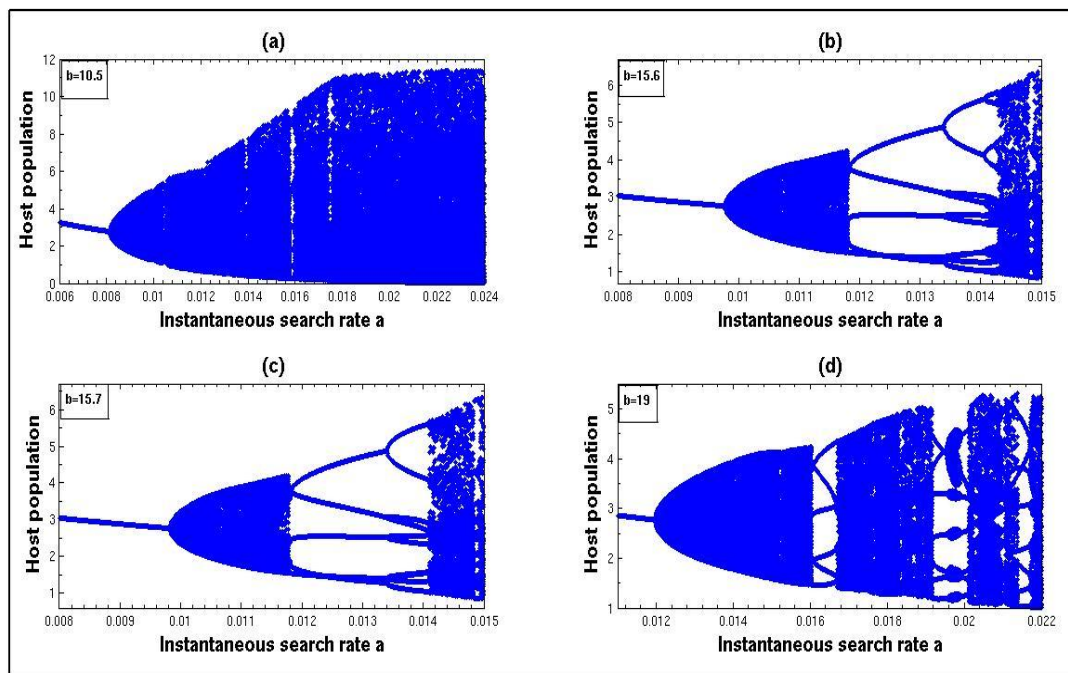 (a)
b=10.5
Host population
12
10
8
6
4
2
0
0.006 0.008 0.01 0.012 0.014 0.016 0.018 0.02 0.022 0.024
Instantaneous search rate a
(b)
b=15.6
Host population
6
5
4
3
2
1
0.008 0.009 0.01 0.011 0.012 0.013 0.014 0.015
Instantaneous search rate a
(c)
b=15.7
Host population
6
5
4
3
2
1
0.008 0.009 0.01 0.011 0.012 0.013 0.014 0.015
Instantaneous search rate a
(d)
b=19
Host population
5
4
3
2
1
0.012 0.014 0.016 0.018 0.02 0.022
Instantaneous search rate a